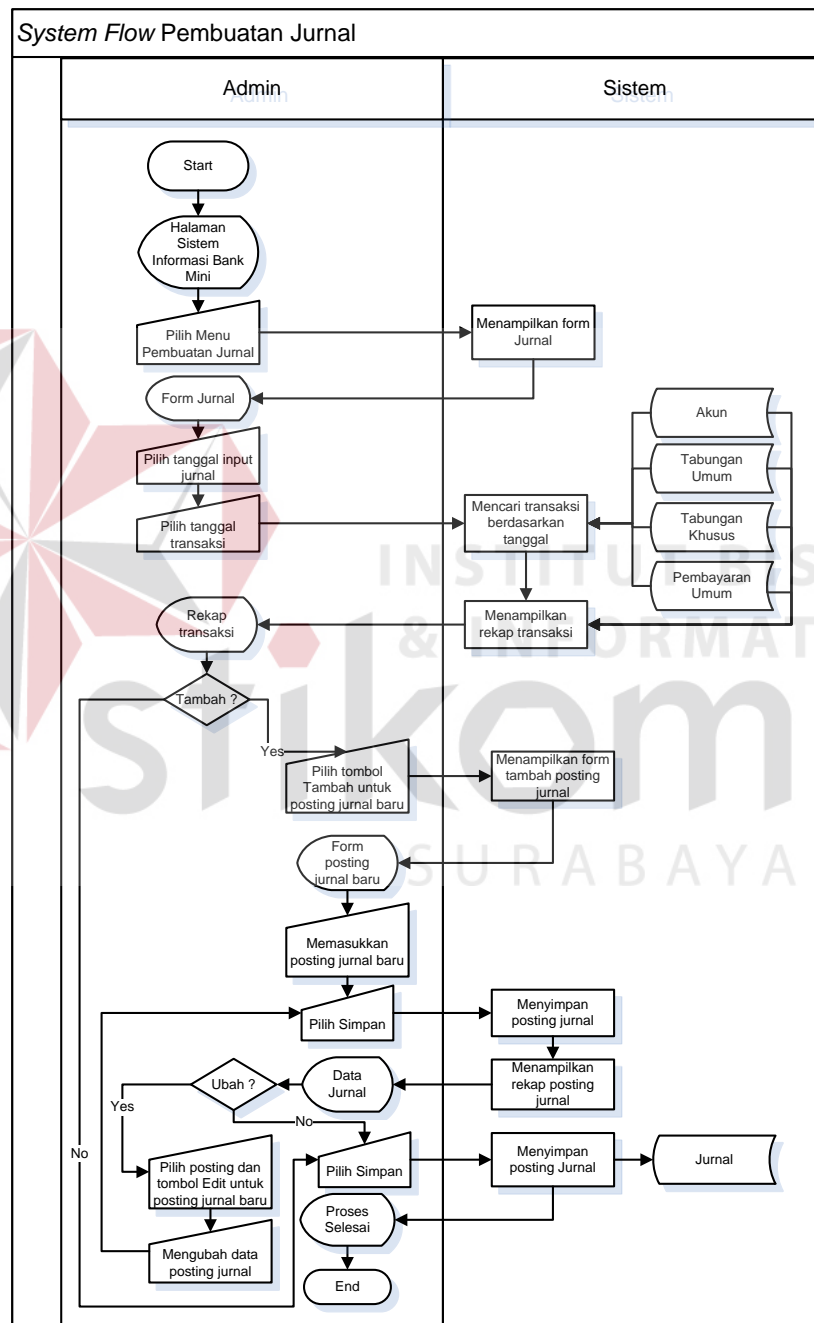 System Flow Pembuatan Jurnal
Admin
Sistem
Start
Halaman
Sistem
Informasi Bank
Mini
Pilih Menu
Pembuatan Jurnal
Menampilkan form
Jurnal
Form Jurnal
Akun
Pilih tanggal input
jurnal
Tabungan
Umum
Pilih tanggal
transaksi
Mencari transaksi
berdasarkan
tanggal
Tabungan
Khusus
INSTITUT BIS
Pembayaran
Umum
Rekap
transaksi
Menampilkan
rekap transaksi
& INFORMAT
Tambah ?
stikom
Yes
Pilih tombol
Tambah untuk
posting jurnal baru
Menampilkan form
tambah posting
jurnal
Form
posting
jurnal baru
SURABAYA
Memasukkan
posting jurnal baru
Pilih Simpan
Menyimpan
posting jurnal
Menampilkan
rekap posting
jurnal
Data
Jurnal
Ubah ?
Yes
No
No
Pilih posting dan
tombol Edit untuk
posting jurnal baru
Pilih Simpan
Menyimpan
posting Jurnal
Jurnal
Proses
Selesai
Mengubah data
posting jurnal
End